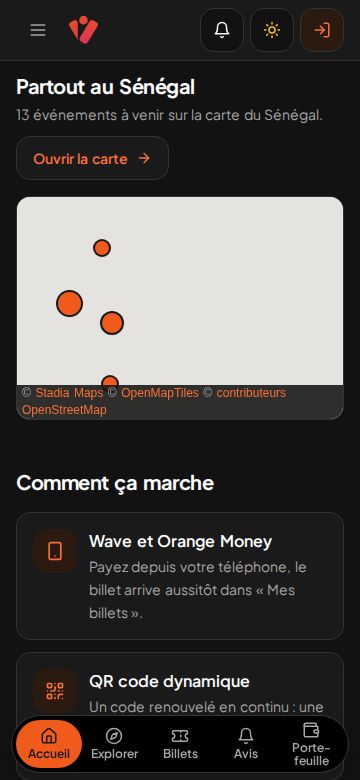 Partout au Sénégal
13 événements à venir sur la carte du Sénégal.
Ouvrir la carte
© Stadia Maps © OpenMapTiles © contributeurs
OpenStreetMap
Comment ça marche
Wave et Orange Money
Payez depuis votre téléphone, le
billet arrive aussitôt dans « Mes
billets ».
QR code dynamique
Un code renouvelé en continu : une
Accueil
Explorer
Billets
Avis
Porte-
feuille